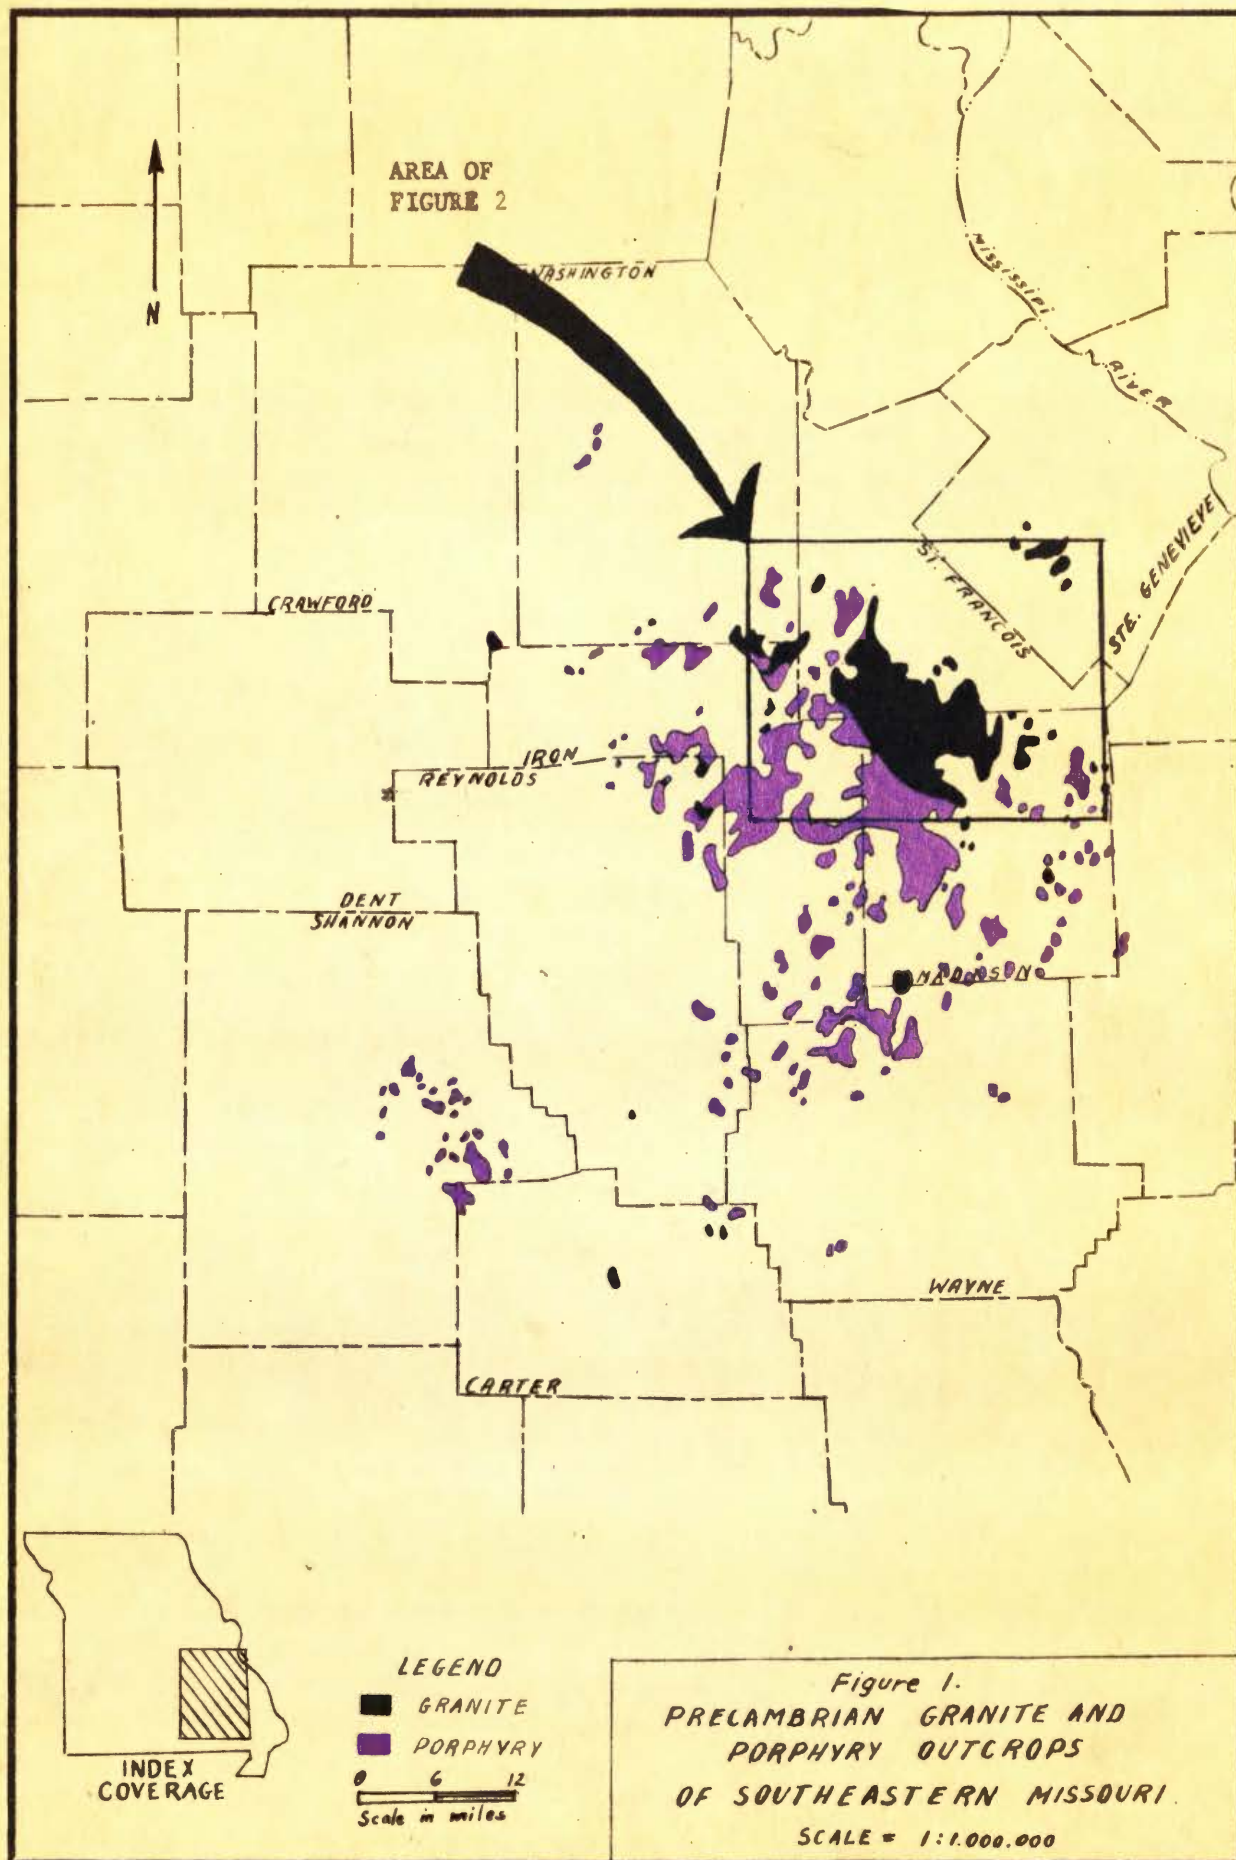 AREA OF
FIGURE 2
N
WASHINGTON
Mississipi
RIVER
ST. FRANCOIS
STE. GENEVIEVE
CRAWFORD
IRON
REYNOLDS
DENT
SHANNON
MADISON
WAYNE
CARTER
INDEX
COVERAGE
LEGEND
GRANITE
PORPHYRY
0 6 12
Scale in miles
Figure 1.
PRECAMBRIAN GRANITE AND
PORPHYRY OUTCROPS
OF SOUTHEASTERN MISSOURI.
SCALE = 1:1.000.000